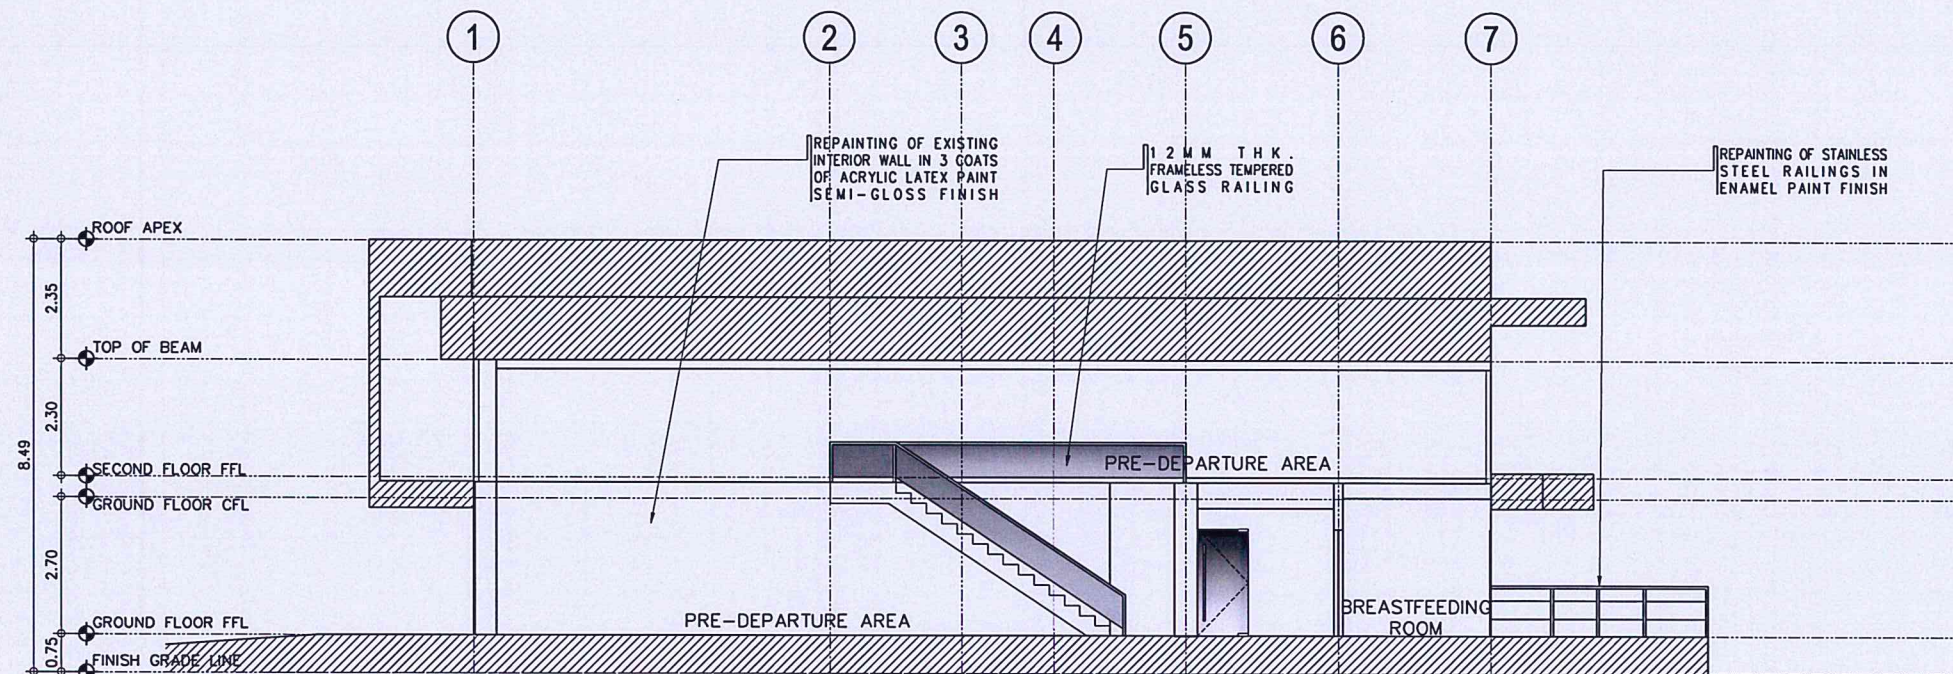 1 2 3 4 5 6 7
REPAINTING OF EXISTING
INTERIOR WALL IN 3 COATS
OF ACRYLIC LATEX PAINT
SEMI-GLOSS FINISH
12MM THK.
FRAMELESS TEMPERED
GLASS RAILING
REPAINTING OF STAINLESS
STEEL RAILINGS IN
ENAMEL PAINT FINISH
ROOF APEX
2.35
TOP OF BEAM
2.30
8.49
SECOND FLOOR FFL
GROUND FLOOR CFL
2.70
GROUND FLOOR FFL
0.75
FINISH GRADE LINE
PRE-DEPARTURE AREA
PRE-DEPARTURE AREA
BREASTFEEDING
ROOM